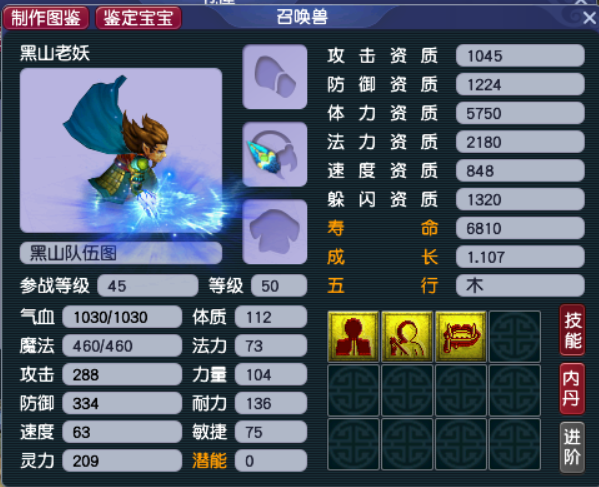 制作图鉴 鉴定宝宝 召唤兽
黑山老妖
黑山队伍图
参战等级 45 等级 50
气血 1030/1030 体质 112
魔法 460/460 法力 73
攻击 288 力量 104
防御 334 耐力 136
速度 63 敏捷 75
灵力 209 潜能 0
攻击资质 1045
防御资质 1224
体力资质 5750
法力资质 2180
速度资质 848
躲闪资质 1320
寿命 6810
成长 1.107
五行 木
技能
内丹
进阶